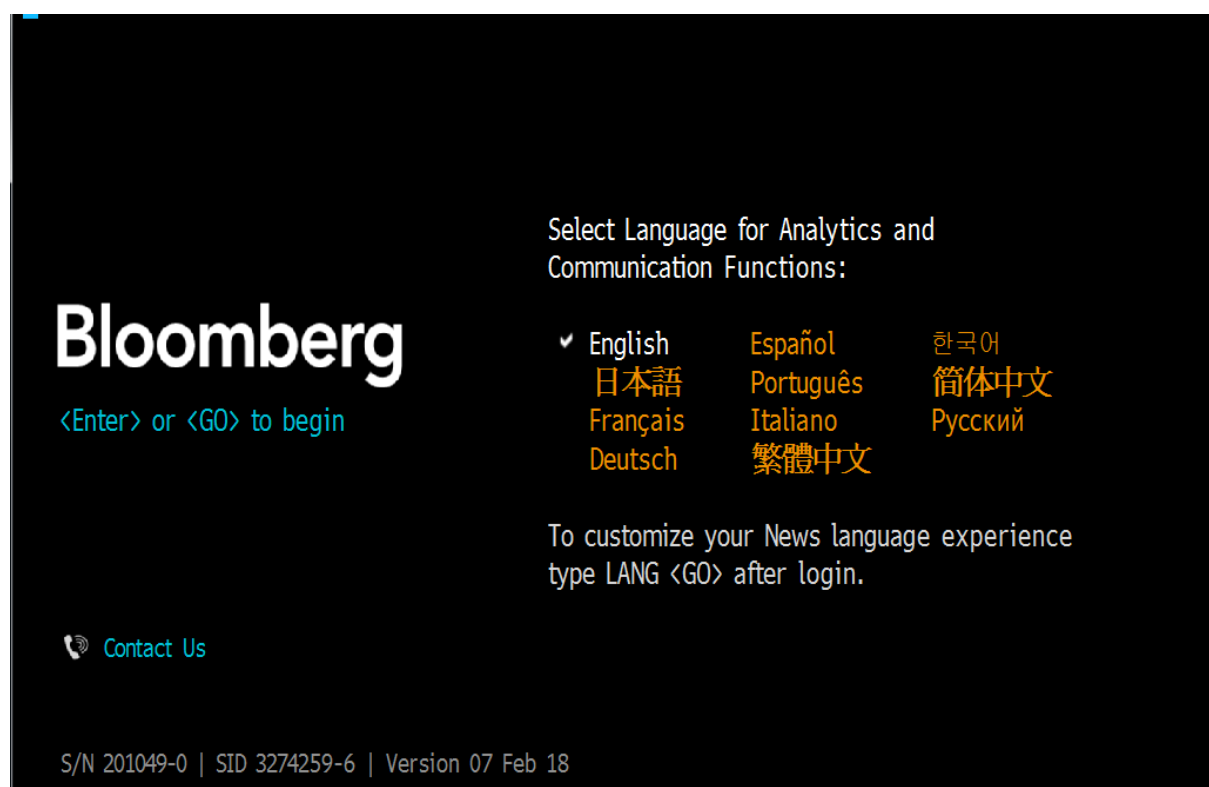 Select Language for Analytics and
Communication Functions:
Bloomberg
<Enter> or <GO> to begin
English Español 한국어
日本語 Português 简体中文
Français Italiano Русский
Deutsch 繁體中文
To customize your News language experience
type LANG <GO> after login.
Contact Us
S/N 201049-0 | SID 3274259-6 | Version 07 Feb 18